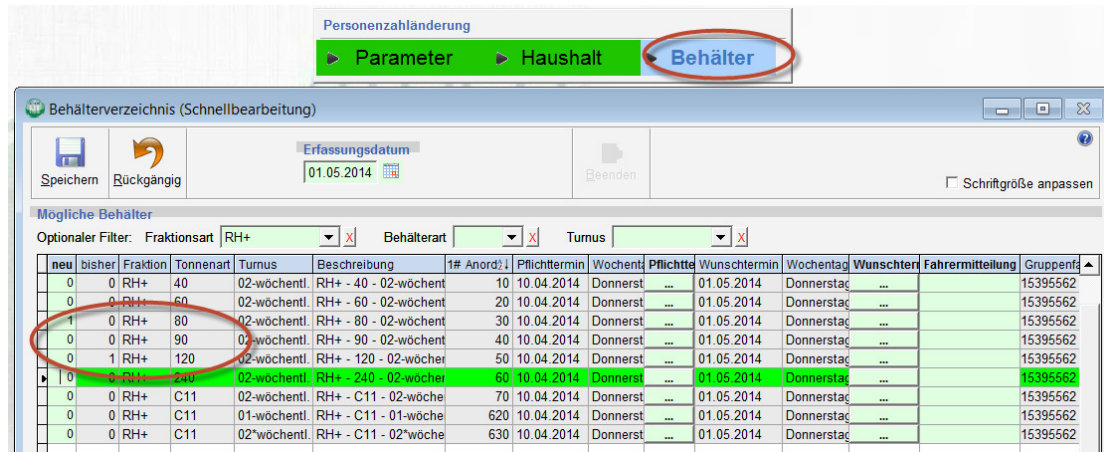 Personenzahländerung
Parameter Haushalt Behälter
Behälterverzeichnis (Schnellbearbeitung)
Erfassungsdatum
Speichern Rückgängig 01.05.2014 Beenden Schriftgröße anpassen
Mögliche Behälter
Optionaler Filter: Fraktionsart RH+ X Behälterart X Turnus X
neu bisher Fraktion Tonnenart Turnus Beschreibung 1# Anord Pflichttermin Wochenta Pflichtte Wunschtermin Wochentag Wunschtern Fahrermitteilung Gruppenfa
0 0 RH+ 40 02-wöchentl. RH+ - 40 - 02-wöchent 10 10.04.2014 Donnerst ... 01.05.2014 Donnerstag ... 15395562
0 0 RH+ 60 02-wöchentl. RH+ - 60 - 02-wöchent 20 10.04.2014 Donnerst ... 01.05.2014 Donnerstag ... 15395562
1 0 RH+ 80 02-wöchentl. RH+ - 80 - 02-wöchent 30 10.04.2014 Donnerst ... 01.05.2014 Donnerstag ... 15395562
0 0 RH+ 90 02-wöchentl. RH+ - 90 - 02-wöchent 40 10.04.2014 Donnerst ... 01.05.2014 Donnerstag ... 15395562
0 1 RH+ 120 02-wöchentl. RH+ - 120 - 02-wöcher 50 10.04.2014 Donnerst ... 01.05.2014 Donnerstag ... 15395562
0 0 RH+ 240 02-wöchentl. RH+ - 240 - 02-wöcher 60 10.04.2014 Donnerst ... 01.05.2014 Donnerstag ... 15395562
0 0 RH+ C11 02-wöchentl. RH+ - C11 - 02-wöche 70 10.04.2014 Donnerst ... 01.05.2014 Donnerstag ... 15395562
0 0 RH+ C11 01-wöchentl. RH+ - C11 - 01-wöche 620 10.04.2014 Donnerst ... 01.05.2014 Donnerstag ... 15395562
0 0 RH+ C11 02*wöchentl. RH+ - C11 - 02*wöche 630 10.04.2014 Donnerst ... 01.05.2014 Donnerstag ... 15395562